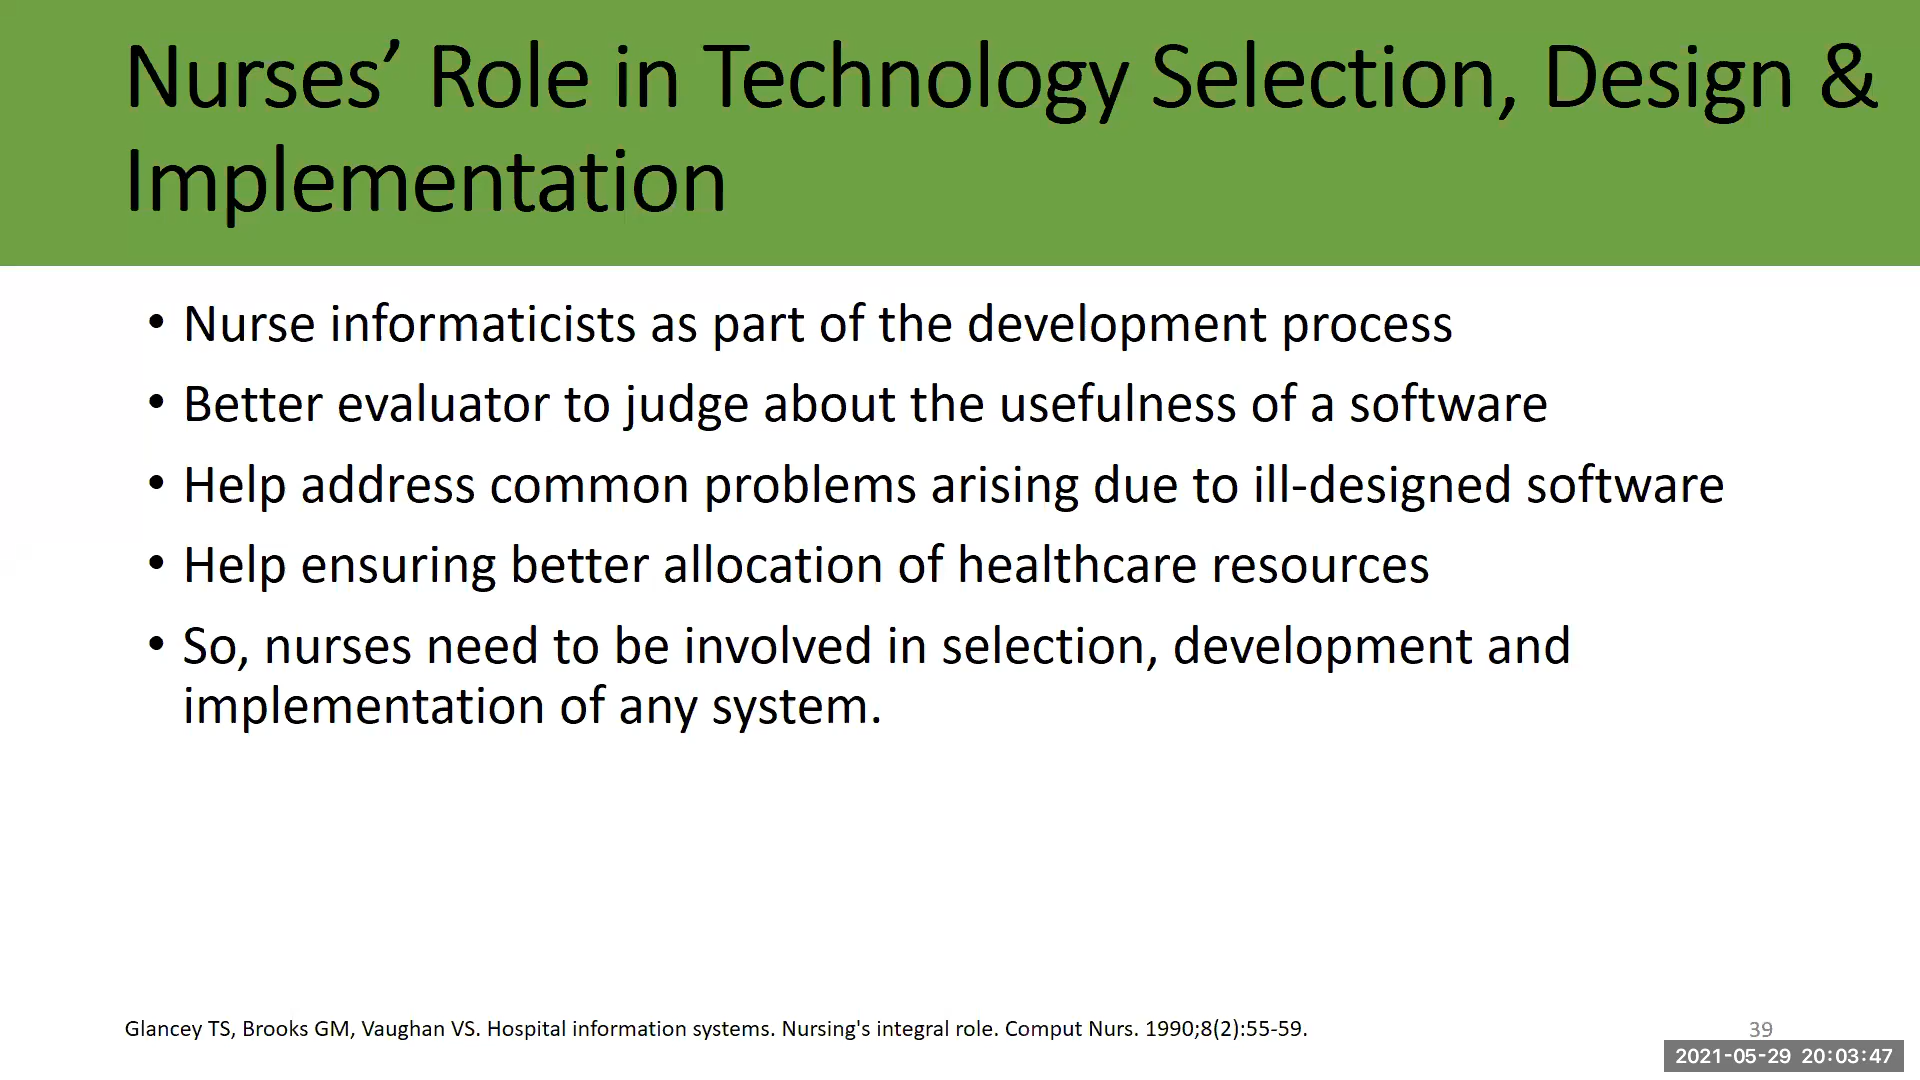 Nurses’ Role in Technology Selection, Design &
Implementation
• Nurse informaticists as part of the development process
• Better evaluator to judge about the usefulness of a software
• Help address common problems arising due to ill-designed software
• Help ensuring better allocation of healthcare resources
• So, nurses need to be involved in selection, development and
implementation of any system.
Glancey TS, Brooks GM, Vaughan VS. Hospital information systems. Nursing's integral role. Comput Nurs. 1990;8(2):55-59.
39
2021-05-29 20:03:47